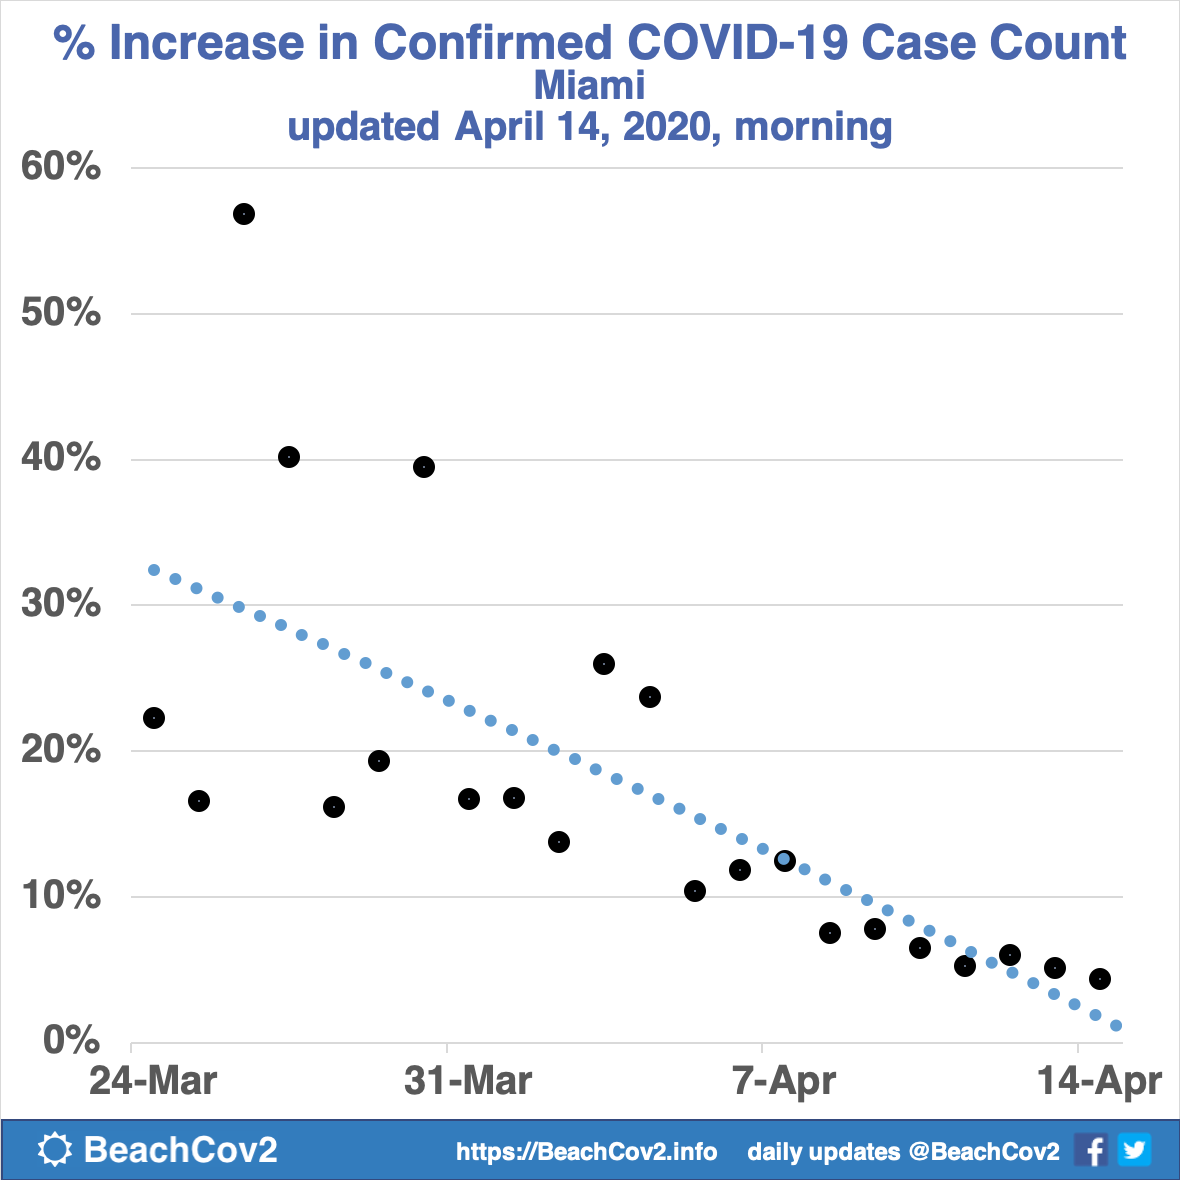 % Increase in Confirmed COVID-19 Case Count
Miami
updated April 14, 2020, morning
60%
50%
40%
30%
20%
10%
0%
24-Mar 31-Mar 7-Apr 14-Apr
BeachCov2 https://BeachCov2.info daily updates @BeachCov2